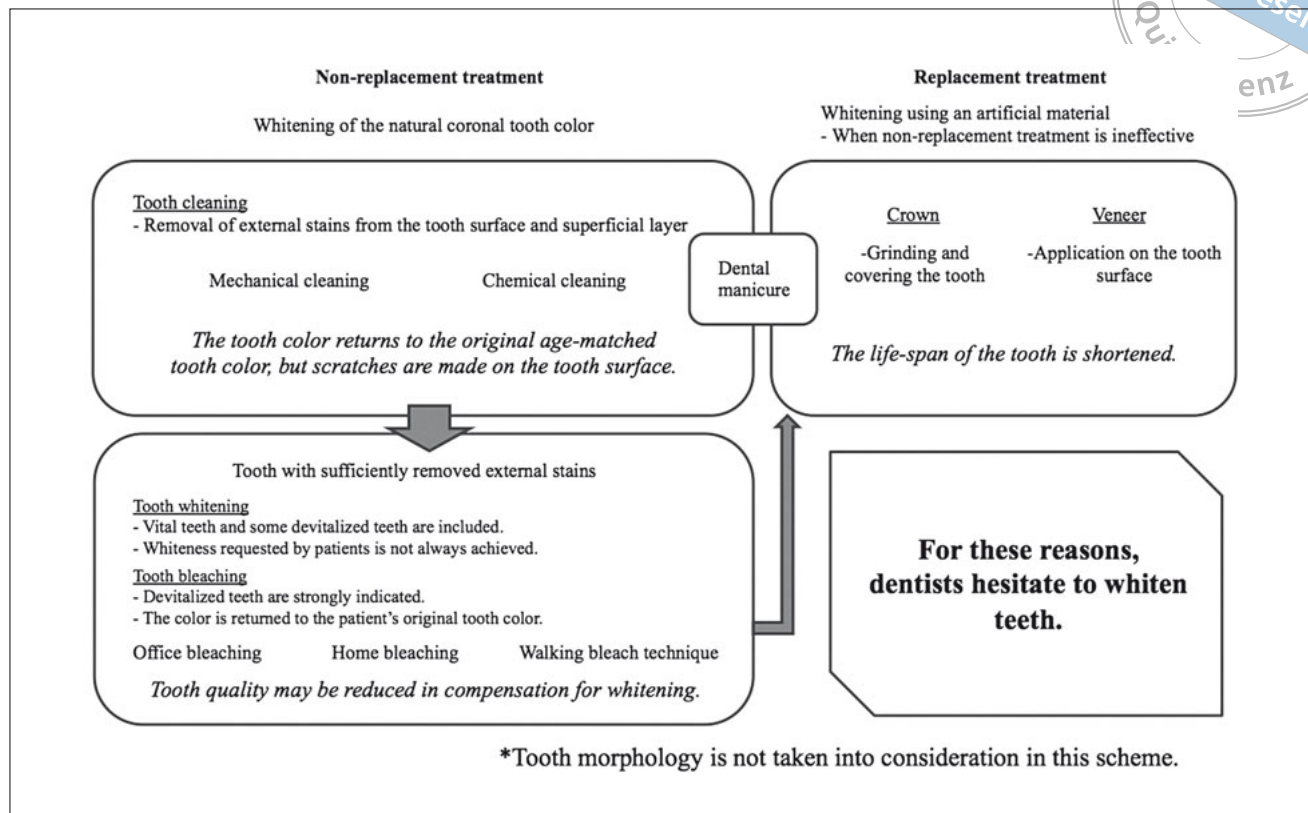 Non-replacement treatment
Whitening of the natural coronal tooth color
Tooth cleaning
- Removal of external stains from the tooth surface and superficial layer
Mechanical cleaning
Chemical cleaning
The tooth color returns to the original age-matched
tooth color, but scratches are made on the tooth surface.
Dental
manicure
Replacement treatment
Whitening using an artificial material
- When non-replacement treatment is ineffective
Crown
-Grinding and
covering the tooth
Veneer
-Application on the tooth
surface
The life-span of the tooth is shortened.
Tooth with sufficiently removed external stains
Tooth whitening
- Vital teeth and some devitalized teeth are included.
- Whiteness requested by patients is not always achieved.
Tooth bleaching
- Devitalized teeth are strongly indicated.
- The color is returned to the patient's original tooth color.
Office bleaching
Home bleaching
Walking bleach technique
Tooth quality may be reduced in compensation for whitening.
For these reasons,
dentists hesitate to whiten
teeth.
*Tooth morphology is not taken into consideration in this scheme.